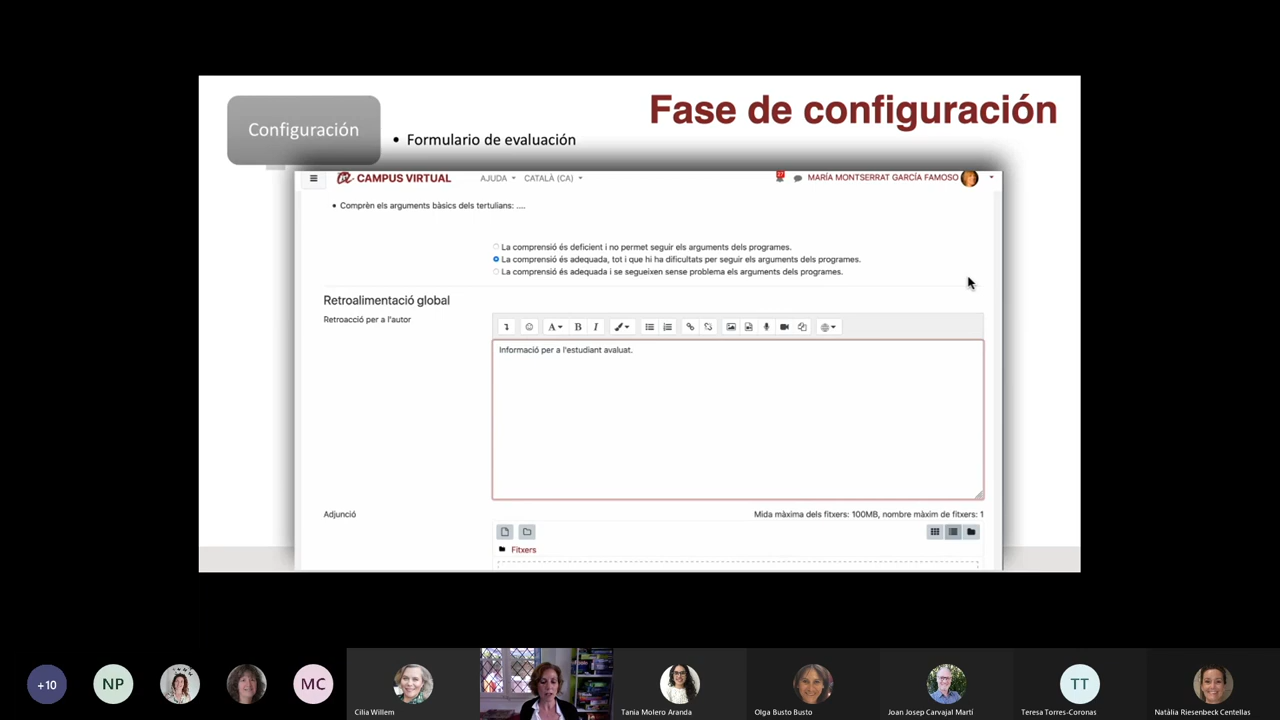 Configuración
Fase de configuración
• Formulario de evaluación
CAMPUS VIRTUAL
AJUDA
CATALÀ (CA)
27
MARÍA MONTSERRAT GARCÍA FAMOSO
• Comprèn els arguments bàsics dels tertulians: ....
La comprensió és deficient i no permet seguir els arguments dels programes.
La comprensió és adequada, tot i que hi ha dificultats per seguir els arguments dels programes.
La comprensió és adequada i se segueixen sense problema els arguments dels programes.
Retroalimentació global
Retroacció per a l'autor
A
B
I
Informació per a l'estudiant avaluat.
Adjunció
Mida màxima dels fitxers: 100MB, nombre màxim de fitxers: 1
Fitxers
+10
NP
MC
Cilia Willem
Tania Molero Aranda
Olga Busto Busto
Joan Josep Carvajal Martí
TT
Teresa Torres-Coronas
Natàlia Riesenbeck Centellas